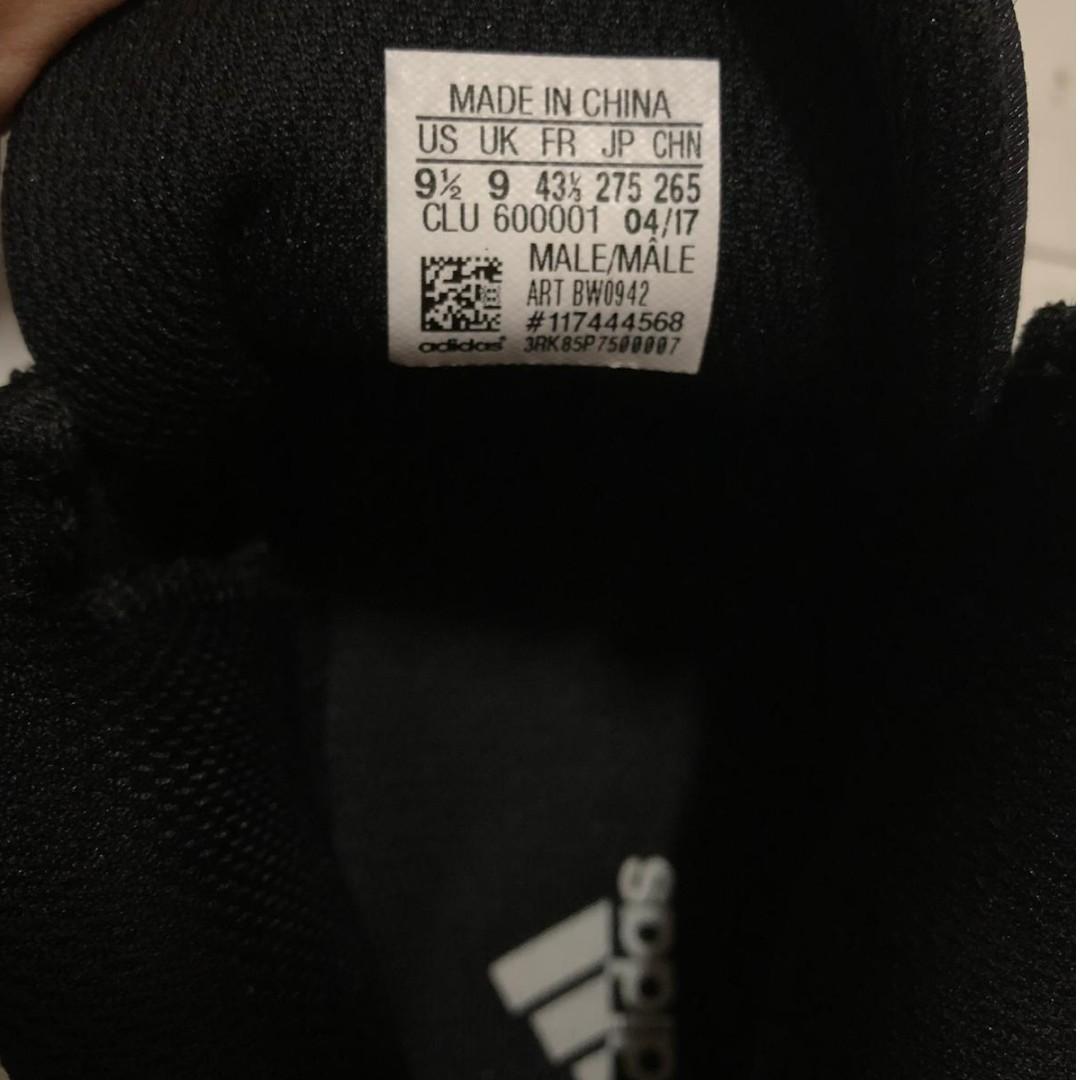 MADE IN CHINA
US UK FR JP CHN
9½ 9 43⅓ 275 265
CLU 600001 04/17
MALE/MÂLE
ART BW0942
#117444568
adidas 3RK85P7500007
adidas